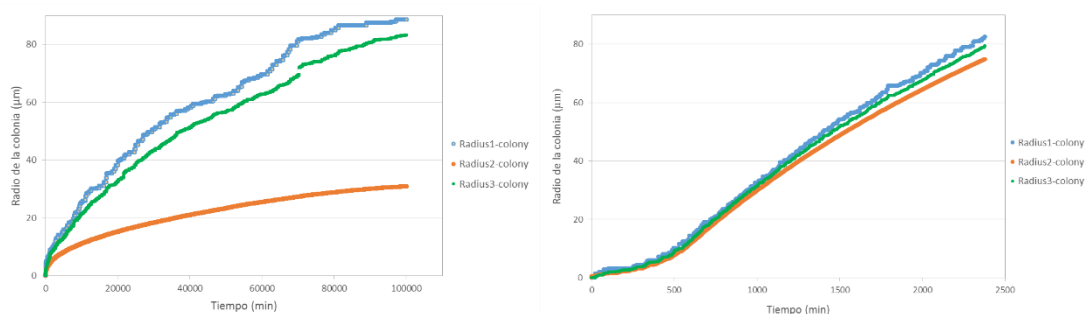 80
60
40
20
0
Radio de la colonia (µm)
0
20000
40000
60000
80000
100000
Tiempo (min)
Radius1-colony
Radius2-colony
Radius3-colony
80
60
40
20
0
Radio de la colonia (µm)
0
500
1000
1500
2000
2500
Tiempo (min)
Radius1-colony
Radius2-colony
Radius3-colony